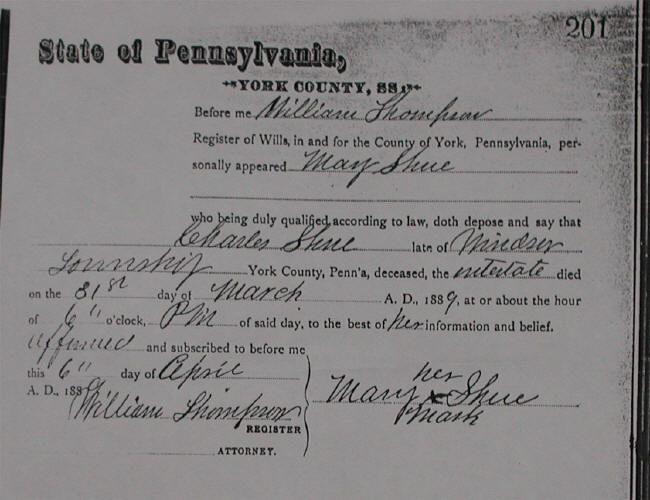 201
State of Pennsylvania,
YORK COUNTY, SS:
Before me William Thompson
Register of Wills, in and for the County of York, Pennsylvania, per-
sonally appeared Mary Shue
who being duly qualified, according to law, doth depose and say that
Charles Shue late of Windsor
Township York County, Penn'a, deceased, the intestate died
on the 31st day of March A. D., 1889, at or about the hour
of 6" o'clock, P M of said day, to the best of her information and belief.
Affirmed and subscribed to before me
this 6" day of April
A. D., 1889
William Thompson
REGISTER
ATTORNEY.
her
Mary x Shue
mark